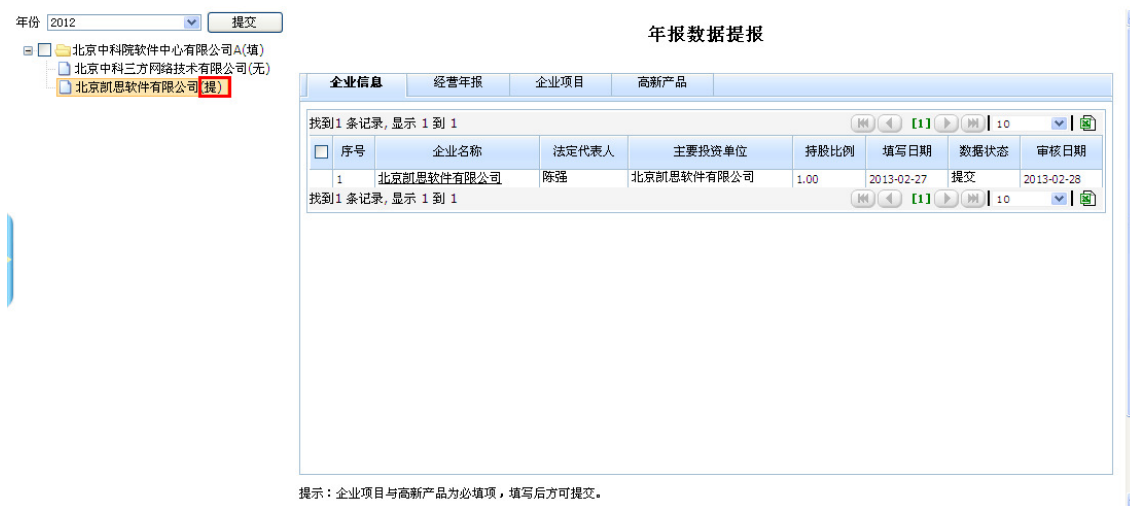 年份 2012 提交
北京中科院软件中心有限公司A(填)
北京中科三方网络技术有限公司(无)
北京凯思软件有限公司(提)
年报数据提报
企业信息 经营年报 企业项目 高新产品
找到1 条记录, 显示 1 到 1 [1] 10
序号 企业名称 法定代表人 主要投资单位 持股比例 填写日期 数据状态 审核日期
1 北京凯思软件有限公司 陈强 北京凯思软件有限公司 1.00 2013-02-27 提交 2013-02-28
找到1 条记录, 显示 1 到 1 [1] 10
提示：企业项目与高新产品为必填项，填写后方可提交。